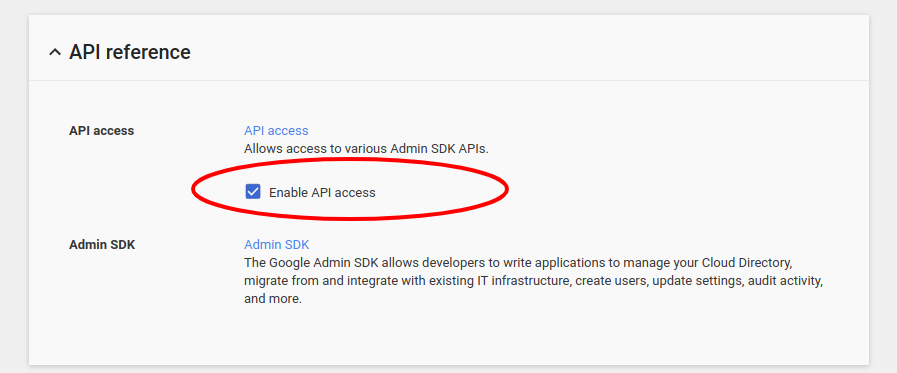 API reference
API access
API access
Allows access to various Admin SDK APIs.
Enable API access
Admin SDK
Admin SDK
The Google Admin SDK allows developers to write applications to manage your Cloud Directory,
migrate from and integrate with existing IT infrastructure, create users, update settings, audit activity,
and more.